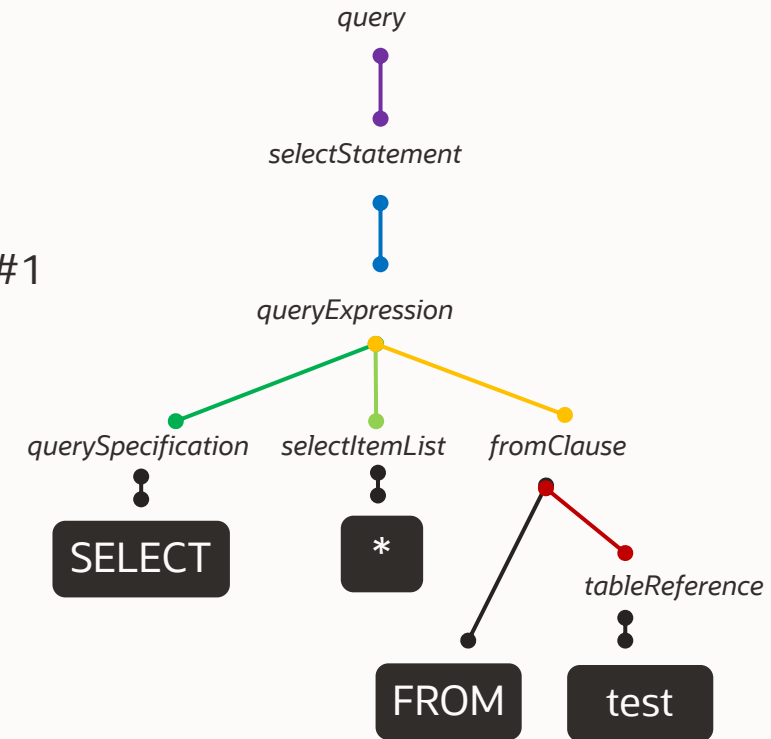 query
selectStatement
#1
queryExpression
querySpecification selectItemList fromClause
SELECT *
tableReference
FROM test